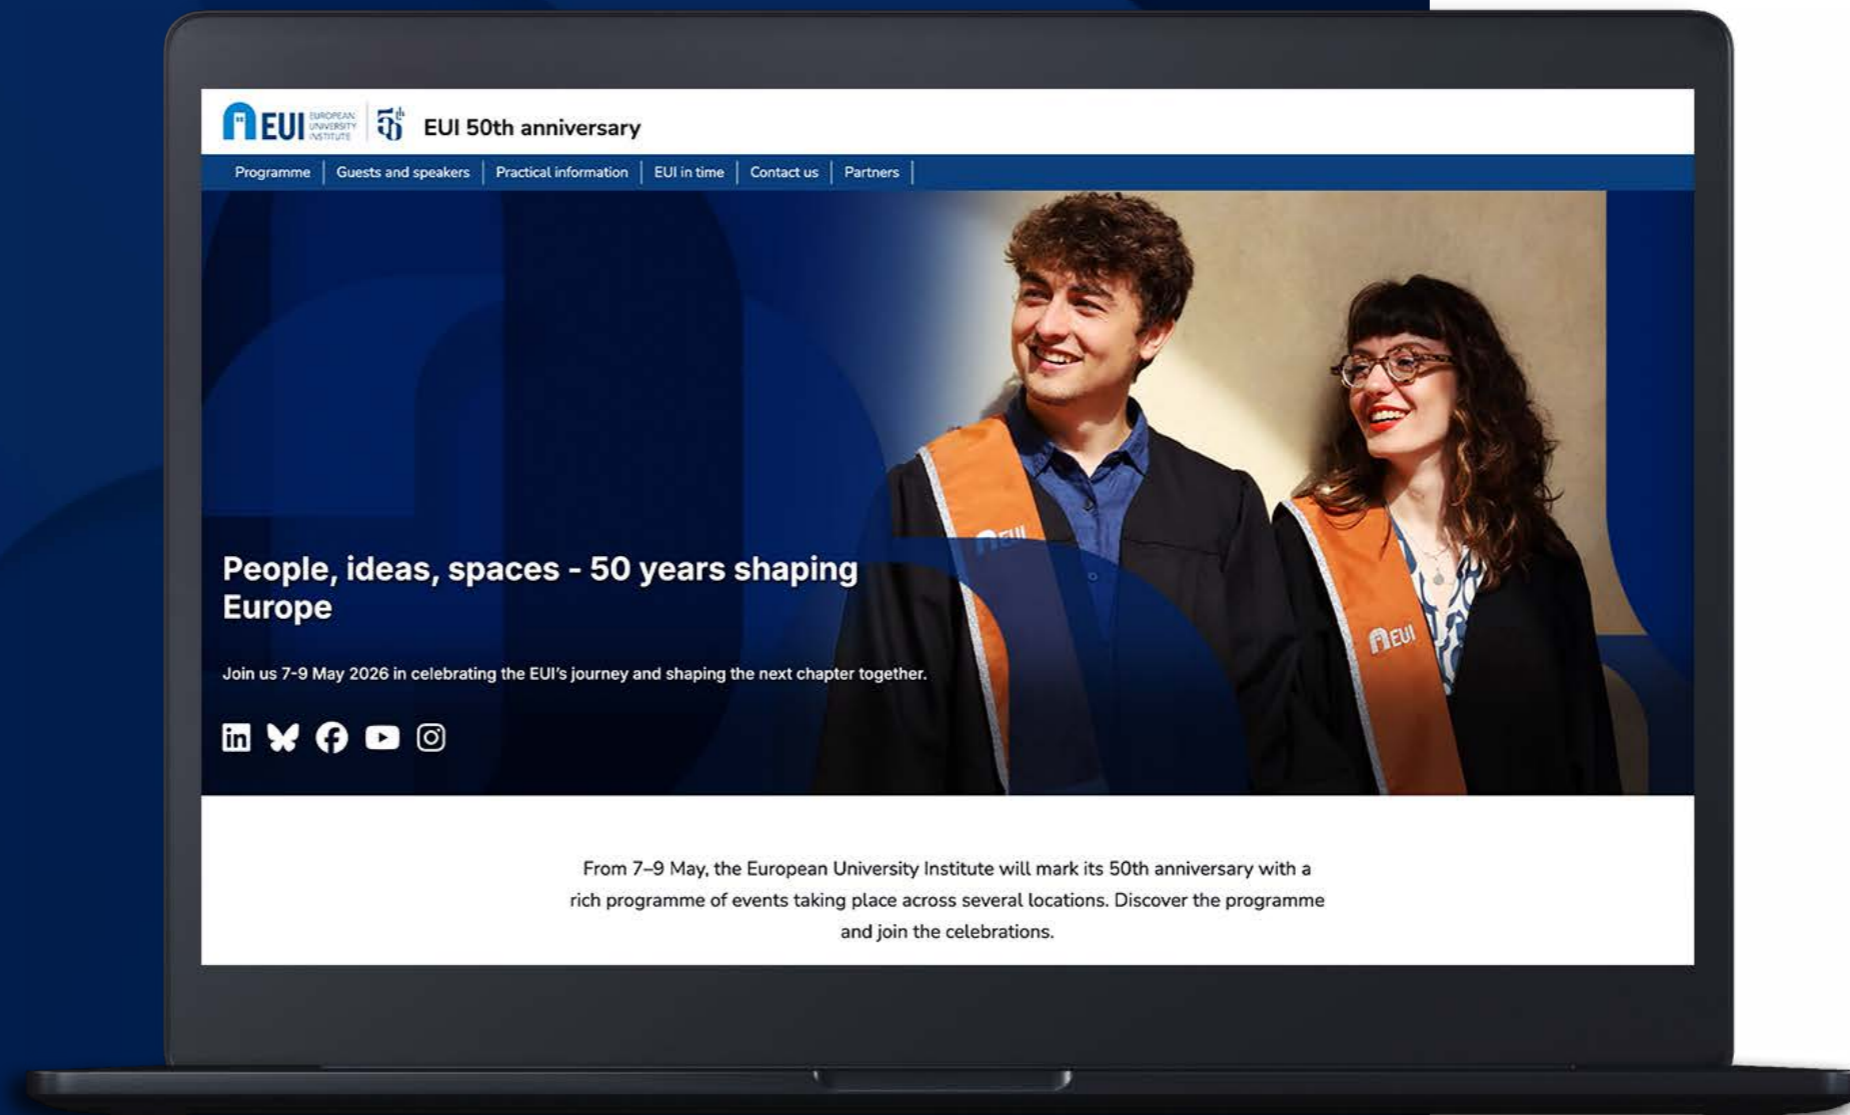 EUI
EUROPEAN
UNIVERSITY
INSTITUTE
50th
EUI 50th anniversary
Programme
Guests and speakers
Practical information
EUI in time
Contact us
Partners
EUI
EUI
People, ideas, spaces - 50 years shaping
Europe
Join us 7-9 May 2026 in celebrating the EUI's journey and shaping the next chapter together.
in
From 7–9 May, the European University Institute will mark its 50th anniversary with a
rich programme of events taking place across several locations. Discover the programme
and join the celebrations.